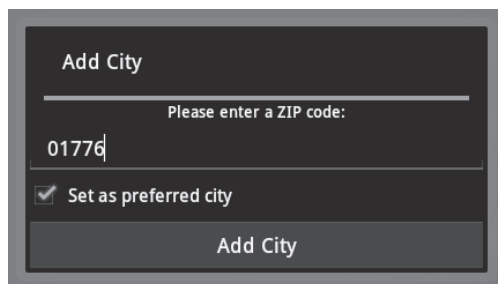 Add City
Please enter a ZIP code:
01776
Set as preferred city
Add City